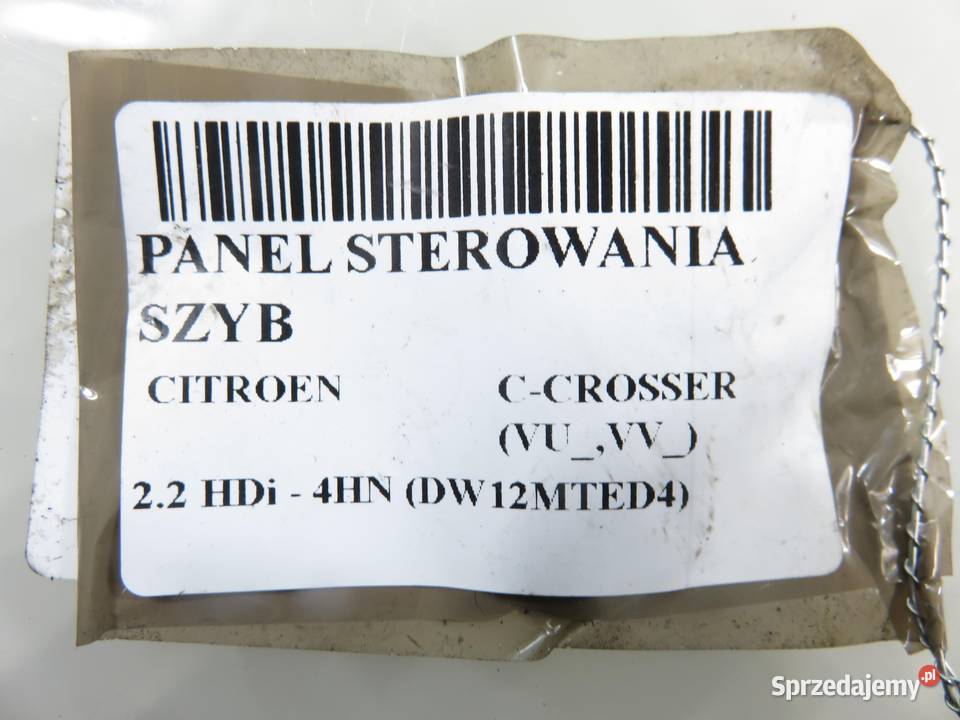 PANEL STEROWANIA
SZYB
CITROEN C-CROSSER
(VU_,VV_)
2.2 HDi - 4HN (DW12MTED4)
Sprzedajemy.pl